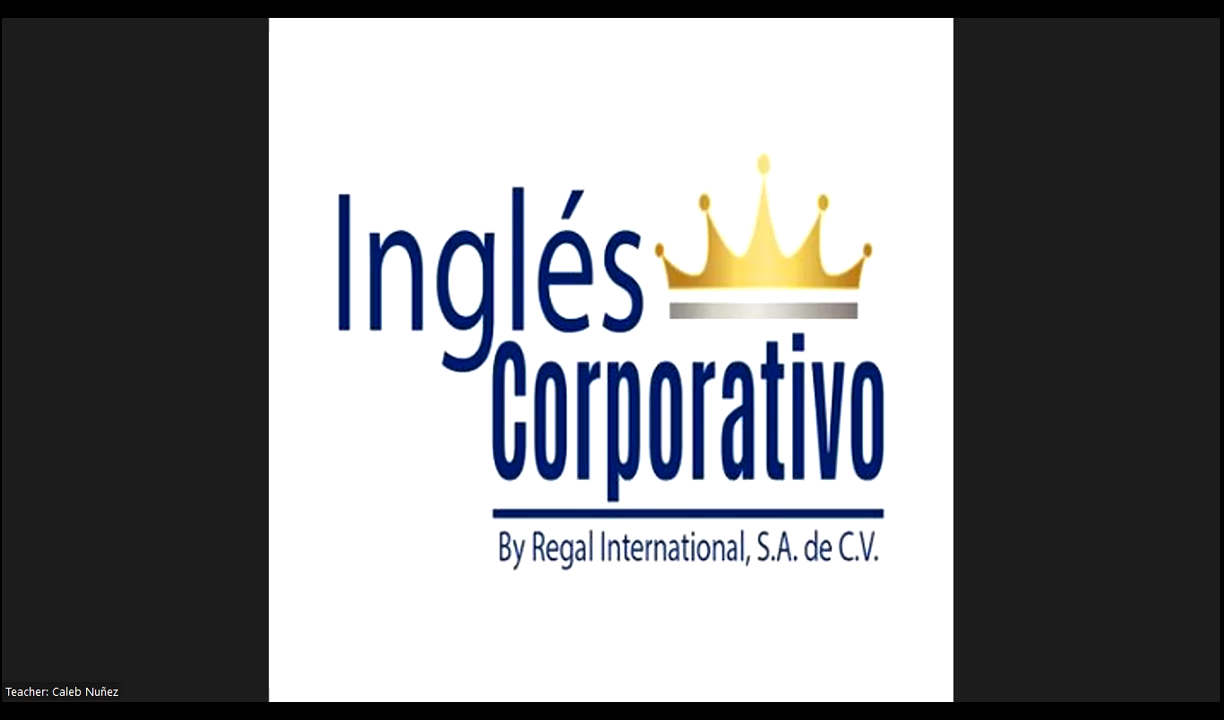 Inglés
Corporativo
By Regal International, S.A. de C.V.
Teacher: Caleb Nuñez